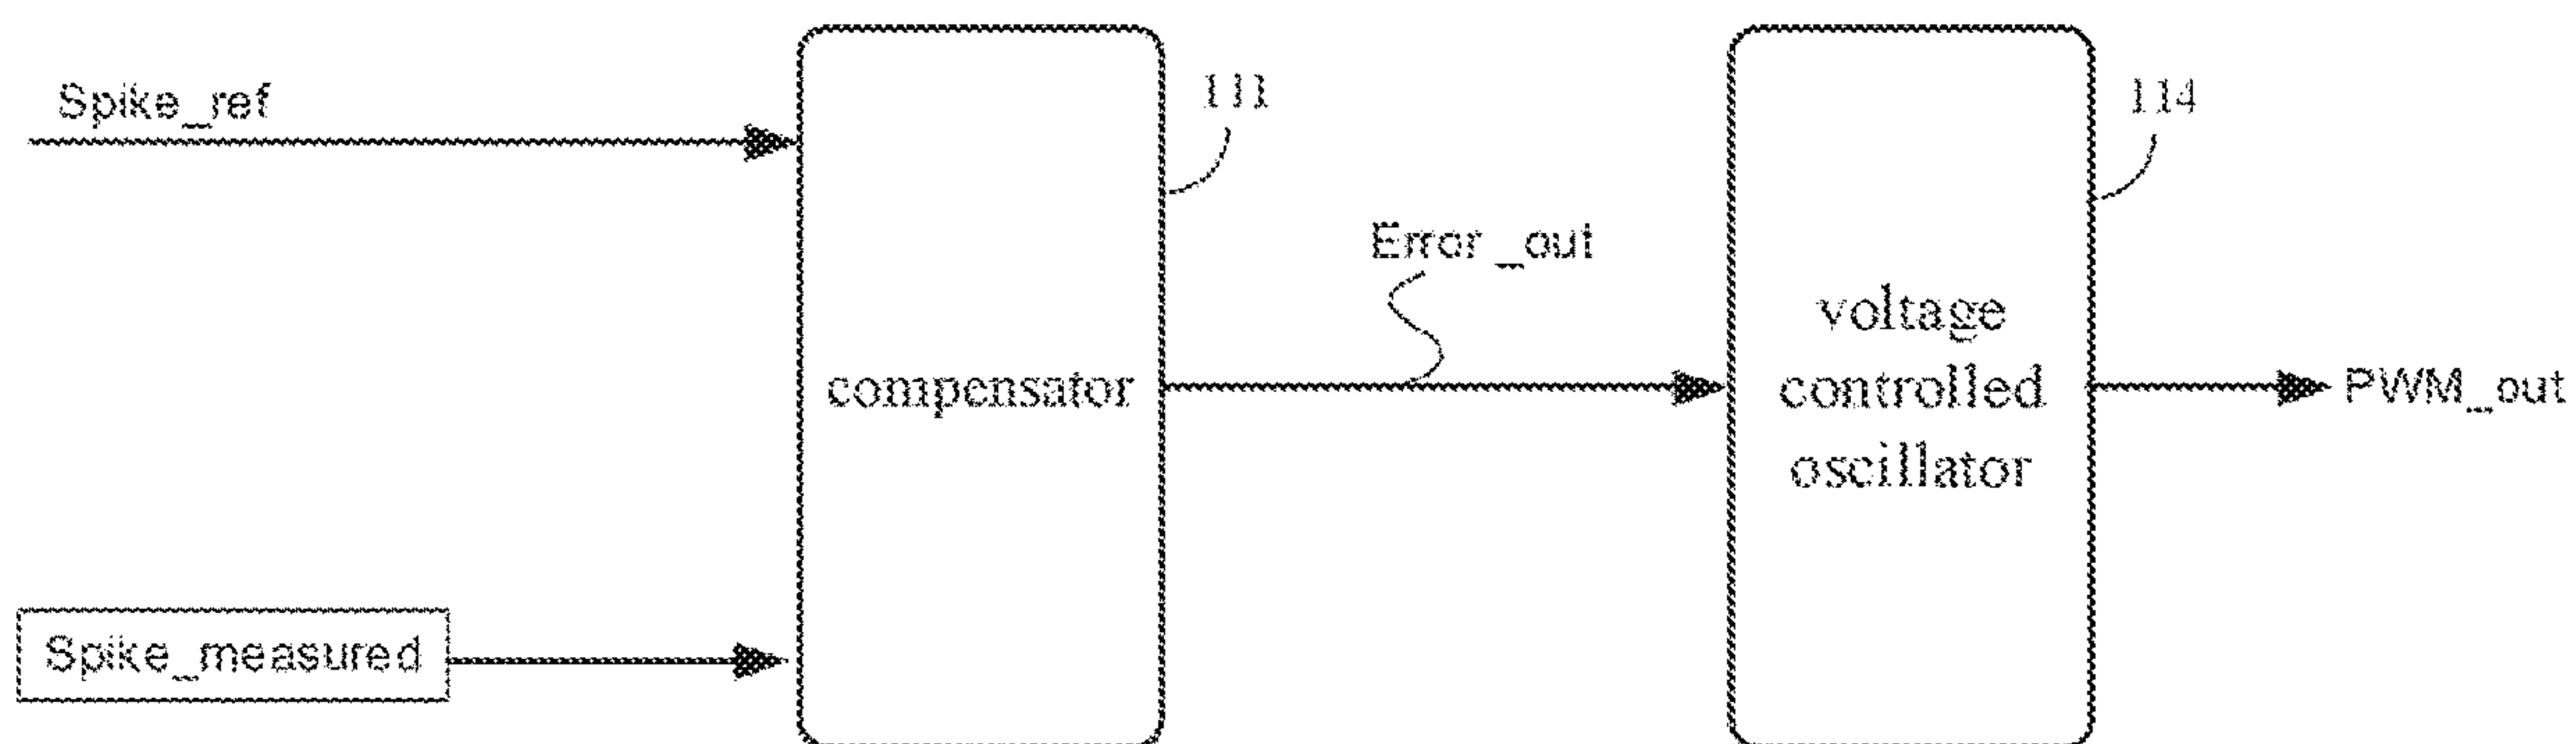 Spike_ref
111
114
Error_out
voltage
controlled
oscillator
compensator
PWM_out
Spike_measured